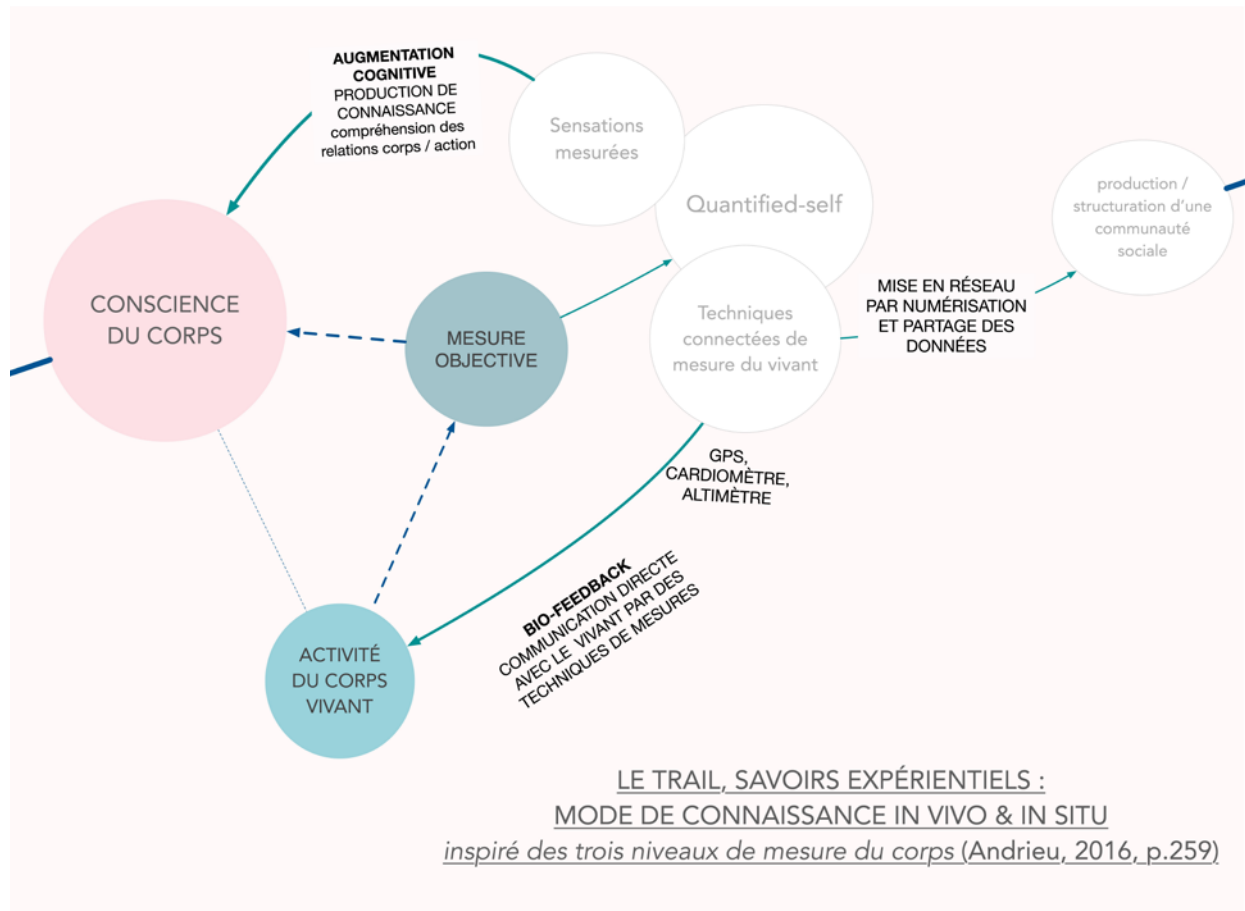 AUGMENTATION
COGNITIVE
PRODUCTION DE
CONNAISSANCE
compréhension des
relations corps / action
Sensations
mesurées
Quantified-self
production /
structuration d'une
communauté
sociale
CONSCIENCE
DU CORPS
MESURE
OBJECTIVE
Techniques
connectées de
mesure du vivant
MISE EN RÉSEAU
PAR NUMÉRISATION
ET PARTAGE DES
DONNÉES
GPS,
CARDIOMÈTRE,
ALTIMÈTRE
BIO-FEEDBACK
COMMUNICATION DIRECTE
AVEC LE VIVANT PAR DES
TECHNIQUES DE MESURES
ACTIVITÉ
DU CORPS
VIVANT
LE TRAIL, SAVOIRS EXPÉRIENTIELS :
MODE DE CONNAISSANCE IN VIVO & IN SITU
inspiré des trois niveaux de mesure du corps (Andrieu, 2016, p.259)